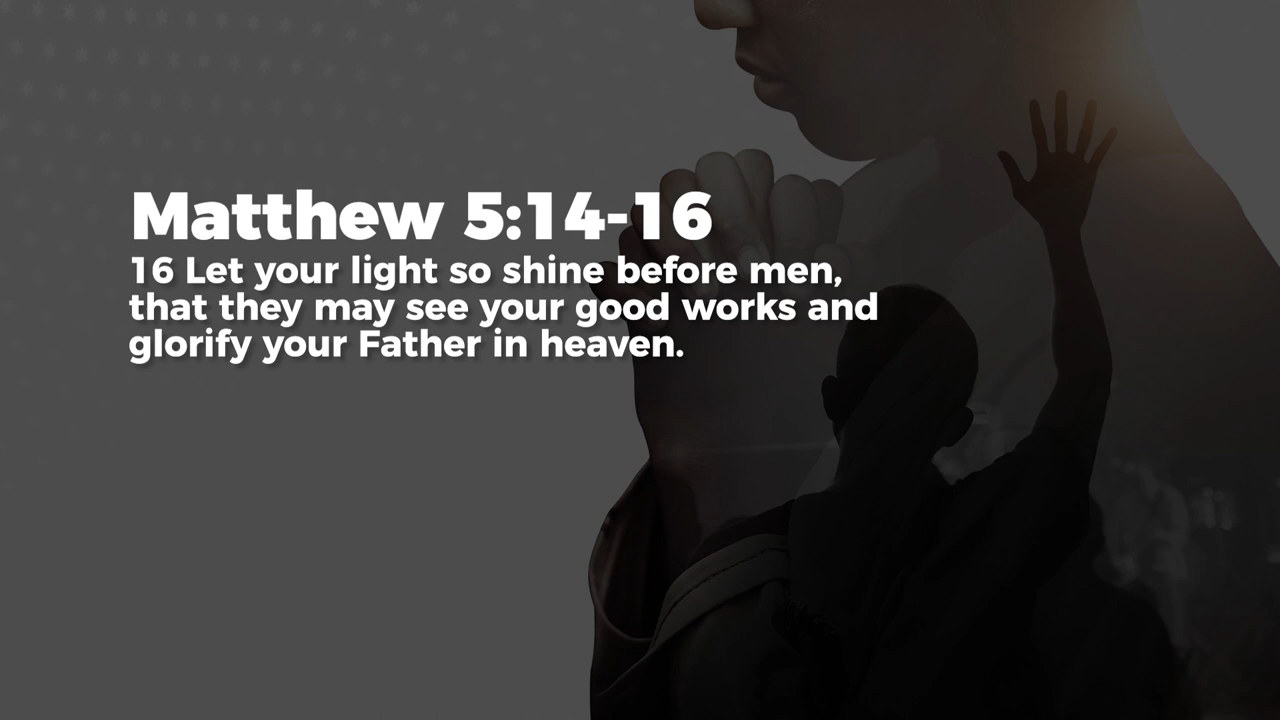 Matthew 5:14-16
16 Let your light so shine before men,
that they may see your good works and
glorify your Father in heaven.